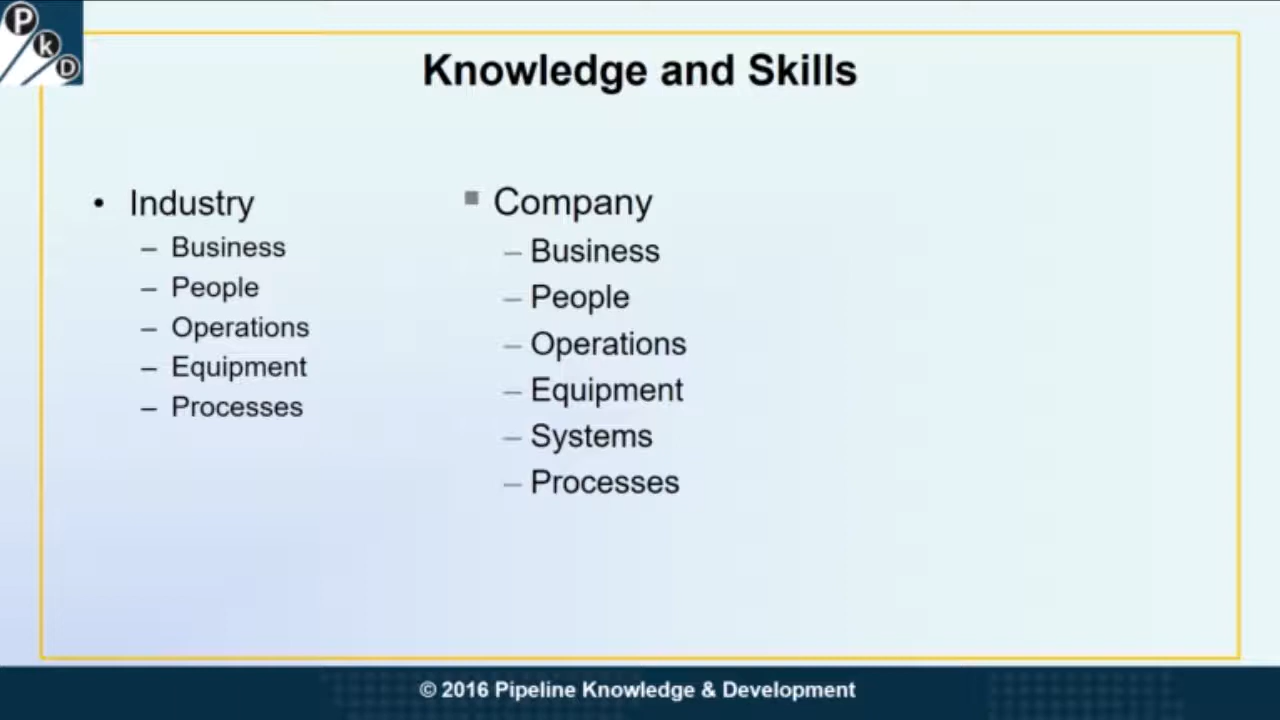 PkD
Knowledge and Skills
• Industry
– Business
– People
– Operations
– Equipment
– Processes
▪ Company
– Business
– People
– Operations
– Equipment
– Systems
– Processes
© 2016 Pipeline Knowledge & Development